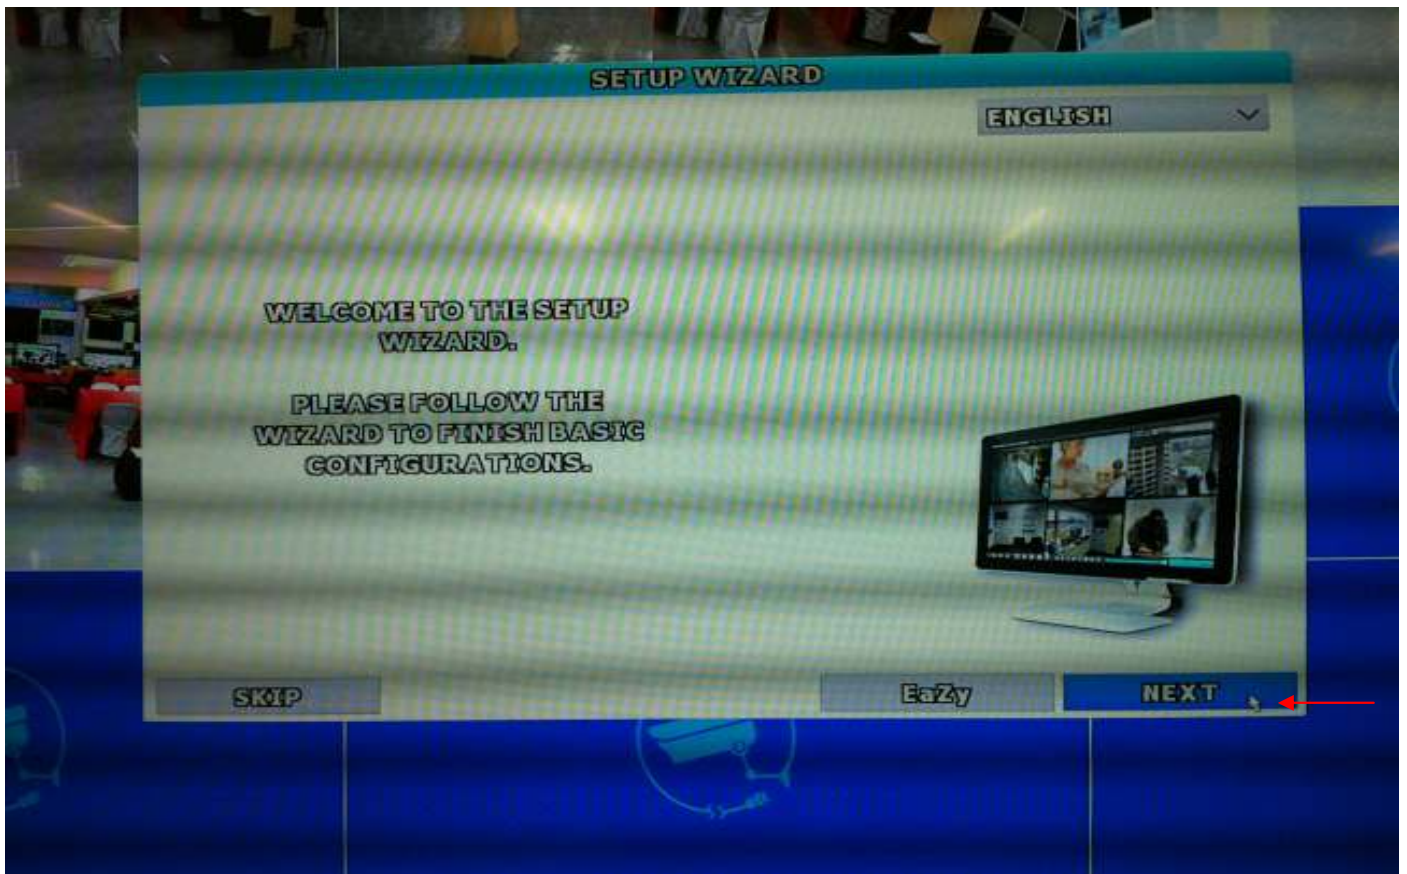 SETUP WIZARD
ENGLISH
WELCOME TO THE SETUP
WIZARD.
PLEASE FOLLOW THE
WIZARD TO FINISH BASIC
CONFIGURATIONS.
SKIP
EaZy
NEXT